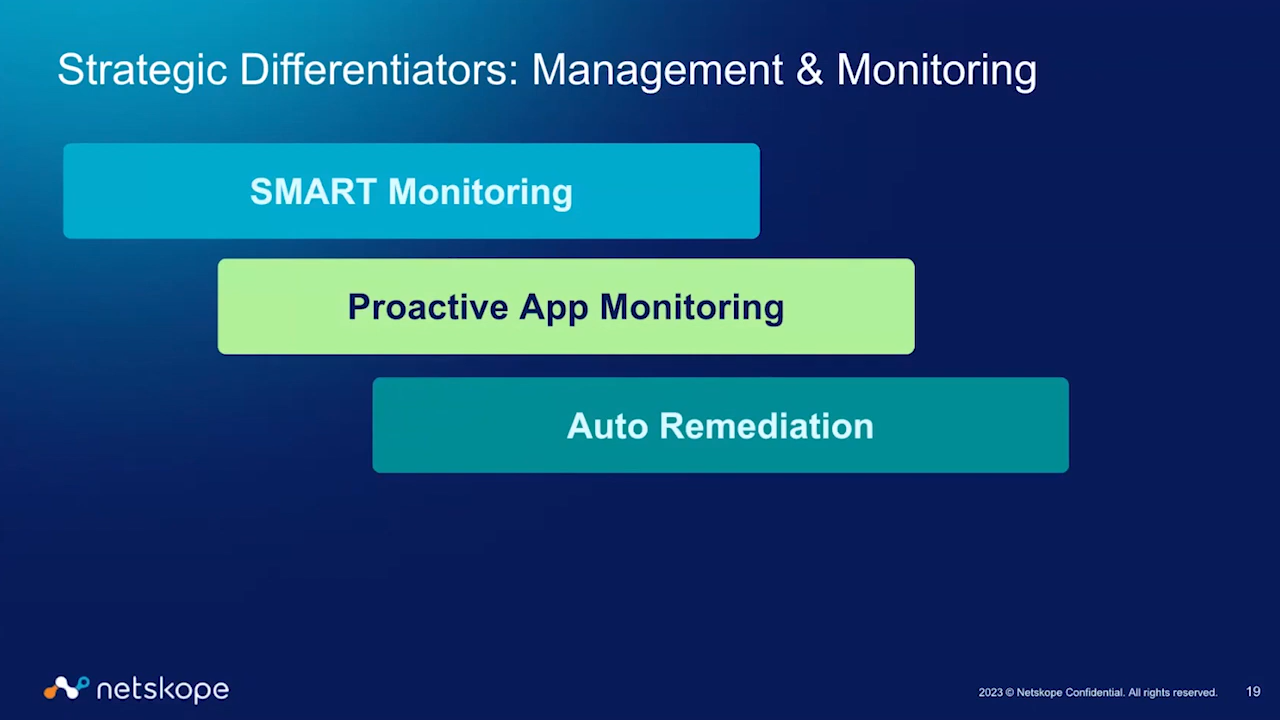 Strategic Differentiators: Management & Monitoring
SMART Monitoring
Proactive App Monitoring
Auto Remediation
netskope
2023 © Netskope Confidential. All rights reserved.
19